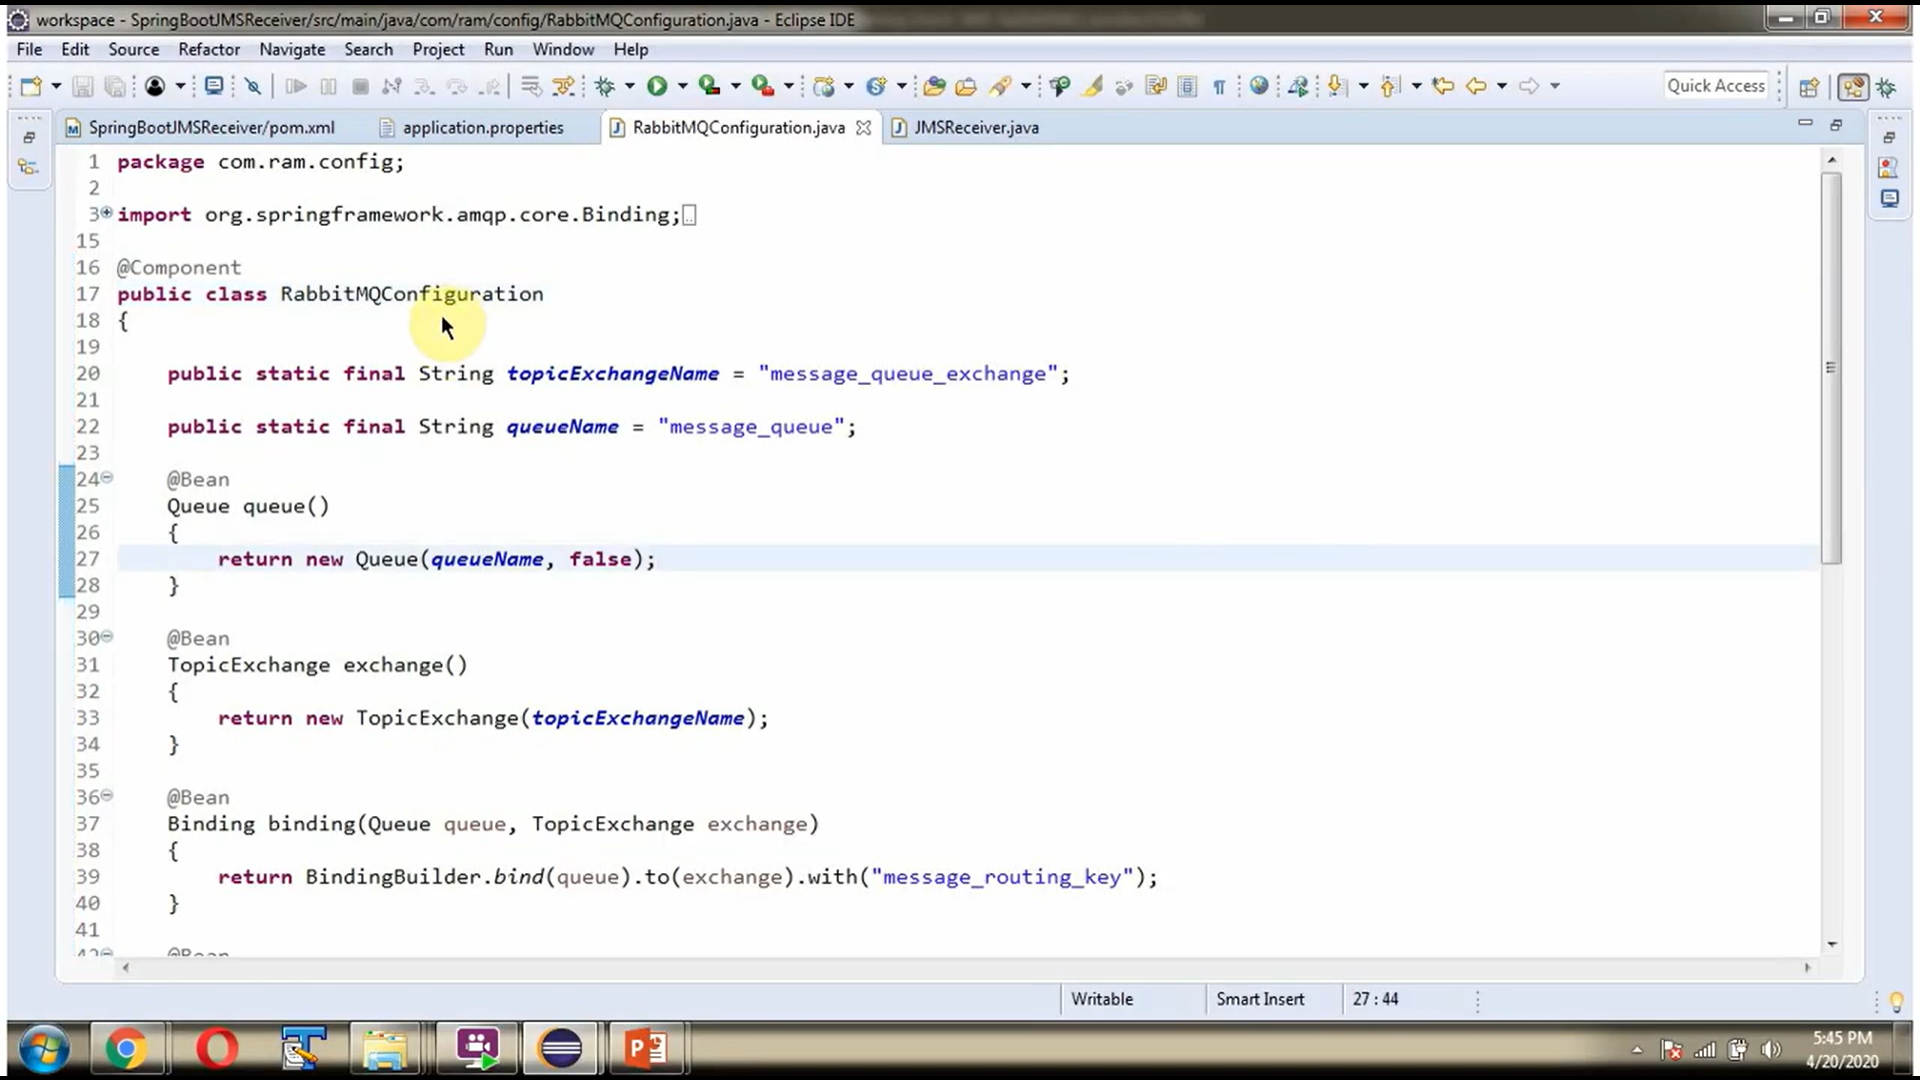 workspace - SpringBootJMSReceiver/src/main/java/com/ram/config/RabbitMQConfiguration.java - Eclipse IDE
File Edit Source Refactor Navigate Search Project Run Window Help
Quick Access
SpringBootJMSReceiver/pom.xml application.properties RabbitMQConfiguration.java JMSReceiver.java
1 package com.ram.config;
2
3 import org.springframework.amqp.core.Binding;
15
16 @Component
17 public class RabbitMQConfiguration
18 {
19
20 public static final String topicExchangeName = "message_queue_exchange";
21
22 public static final String queueName = "message_queue";
23
24 @Bean
25 Queue queue()
26 {
27 return new Queue(queueName, false);
28 }
29
30 @Bean
31 TopicExchange exchange()
32 {
33 return new TopicExchange(topicExchangeName);
34 }
35
36 @Bean
37 Binding binding(Queue queue, TopicExchange exchange)
38 {
39 return BindingBuilder.bind(queue).to(exchange).with("message_routing_key");
40 }
41
42 @Bean
Writable Smart Insert 27 : 44
5:45 PM
4/20/2020